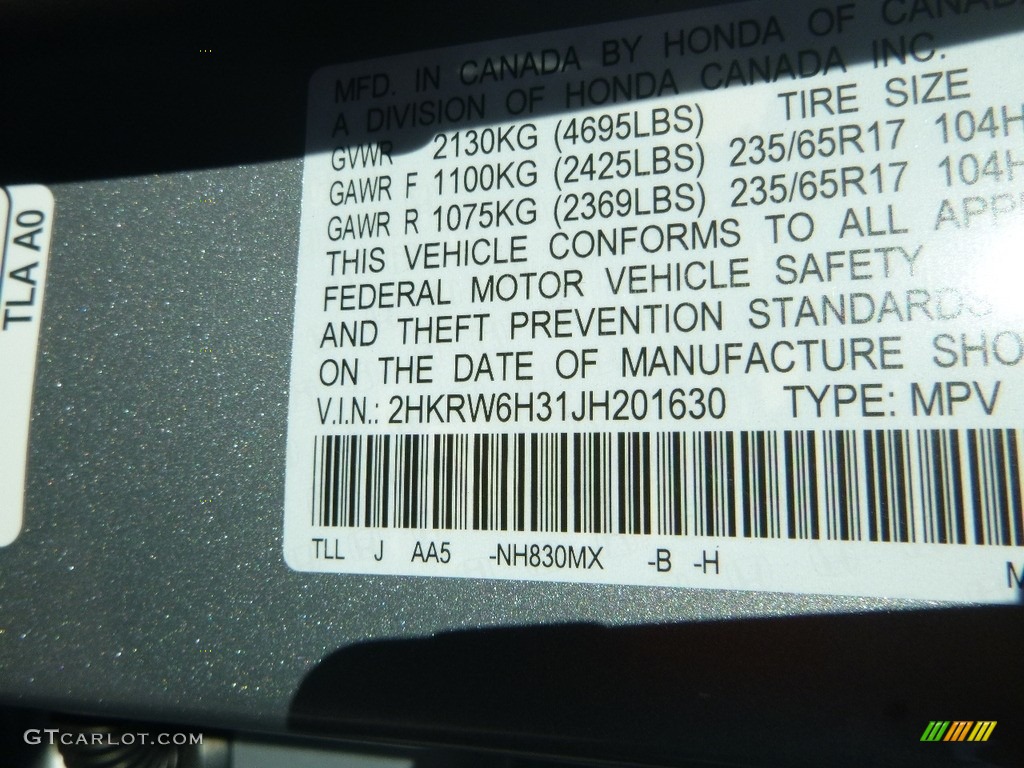 MFD. IN CANADA BY HONDA OF CANADA
A DIVISION OF HONDA CANADA INC.
TIRE SIZE
GVWR 2130KG (4695LBS)
GAWR F 1100KG (2425LBS) 235/65R17 104H
GAWR R 1075KG (2369LBS) 235/65R17 104H
THIS VEHICLE CONFORMS TO ALL APP
FEDERAL MOTOR VEHICLE SAFETY
AND THEFT PREVENTION STANDARDS
ON THE DATE OF MANUFACTURE SHO
V.I.N.: 2HKRW6H31JH201630 TYPE: MPV
TLL J AA5 -NH830MX -B -H
TLA A0
GTcarlot.com